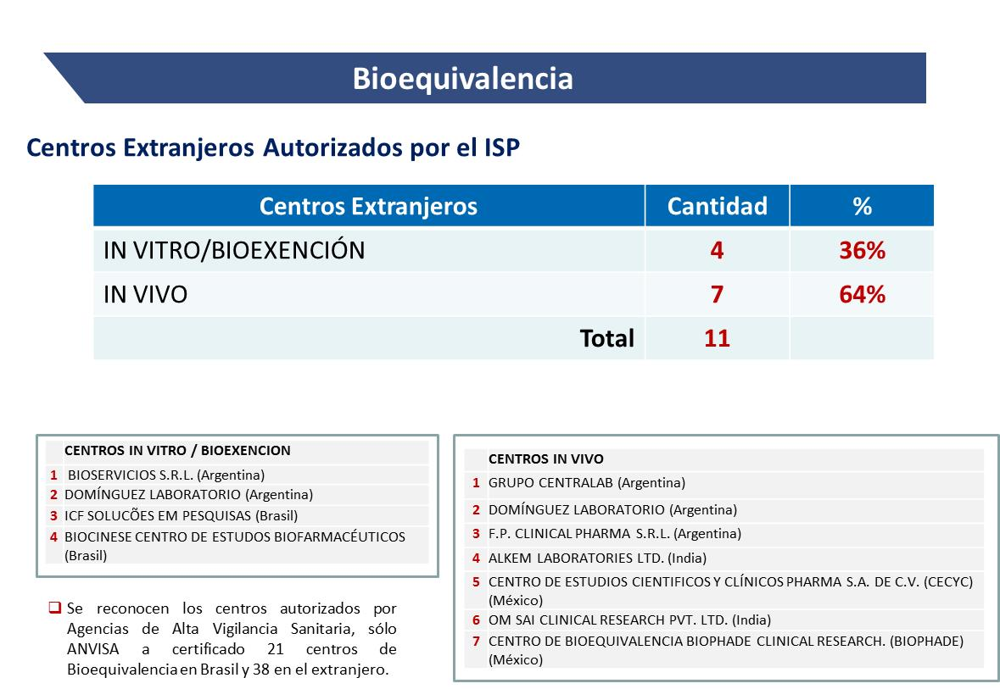 Bioequivalencia
Centros Extranjeros Autorizados por el ISP
Centros Extranjeros Cantidad %
IN VITRO/BIOEXENCIÓN 4 36%
IN VIVO 7 64%
Total 11
CENTROS IN VITRO / BIOEXENCION
1 BIOSERVICIOS S.R.L. (Argentina)
2 DOMÍNGUEZ LABORATORIO (Argentina)
3 ICF SOLUCÕES EM PESQUISAS (Brasil)
4 BIOCINESE CENTRO DE ESTUDOS BIOFARMACÉUTICOS
(Brasil)
Se reconocen los centros autorizados por
Agencias de Alta Vigilancia Sanitaria, sólo
ANVISA a certificado 21 centros de
Bioequivalencia en Brasil y 38 en el extranjero.
CENTROS IN VIVO
1 GRUPO CENTRALAB (Argentina)
2 DOMÍNGUEZ LABORATORIO (Argentina)
3 F.P. CLINICAL PHARMA S.R.L. (Argentina)
4 ALKEM LABORATORIES LTD. (India)
5 CENTRO DE ESTUDIOS CIENTIFICOS Y CLÍNICOS PHARMA S.A. DE C.V. (CECYC)
(México)
6 OM SAI CLINICAL RESEARCH PVT. LTD. (India)
7 CENTRO DE BIOEQUIVALENCIA BIOPHADE CLINICAL RESEARCH. (BIOPHADE)
(México)